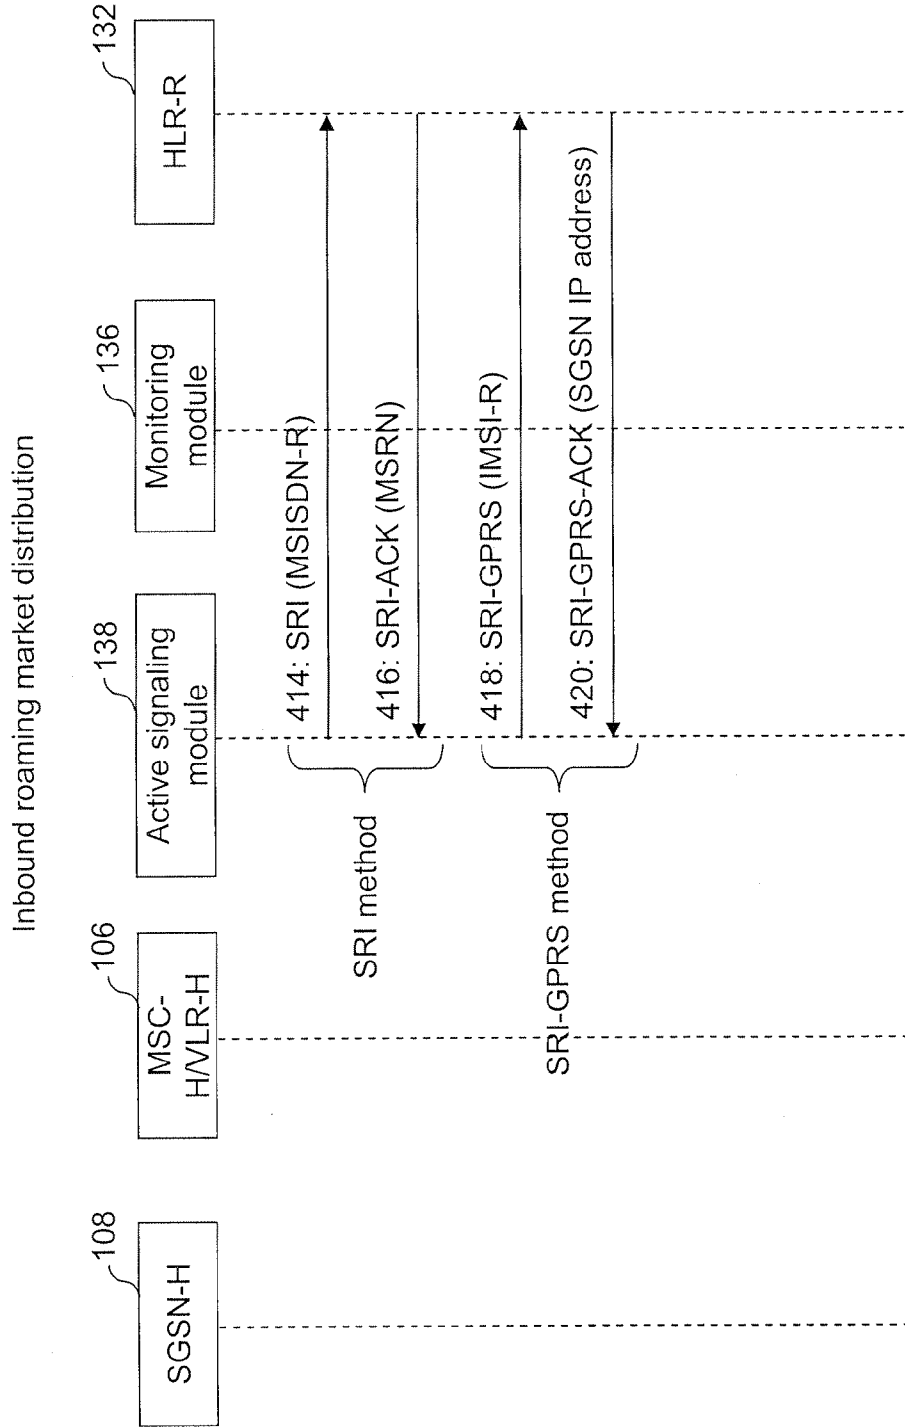 Inbound roaming market distribution
108
106
138
136
132
SGSN-H
MSC-
H/VLR-H
Active signaling
module
Monitoring
module
HLR-R
414: SRI (MSISDN-R)
SRI method
416: SRI-ACK (MSRN)
418: SRI-GPRS (IMSI-R)
SRI-GPRS method
420: SRI-GPRS-ACK (SGSN IP address)